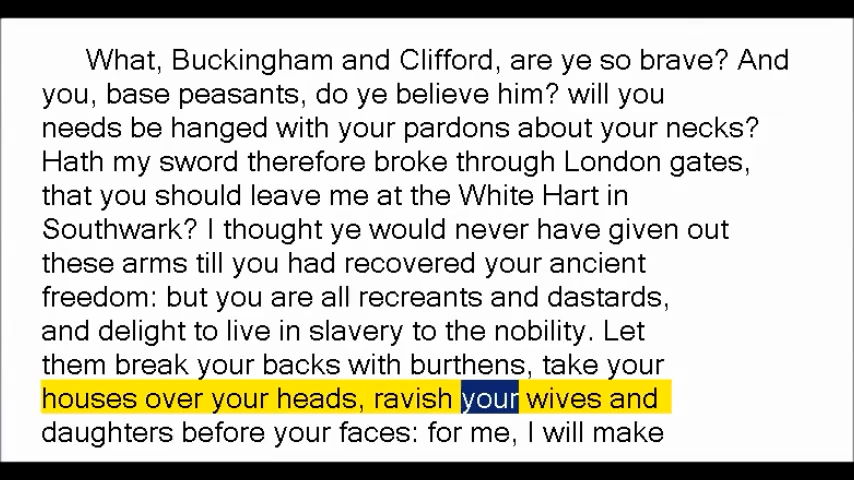 What, Buckingham and Clifford, are ye so brave? And
you, base peasants, do ye believe him? will you
needs be hanged with your pardons about your necks?
Hath my sword therefore broke through London gates,
that you should leave me at the White Hart in
Southwark? I thought ye would never have given out
these arms till you had recovered your ancient
freedom: but you are all recreants and dastards,
and delight to live in slavery to the nobility. Let
them break your backs with burthens, take your
houses over your heads, ravish your wives and
daughters before your faces: for me, I will make